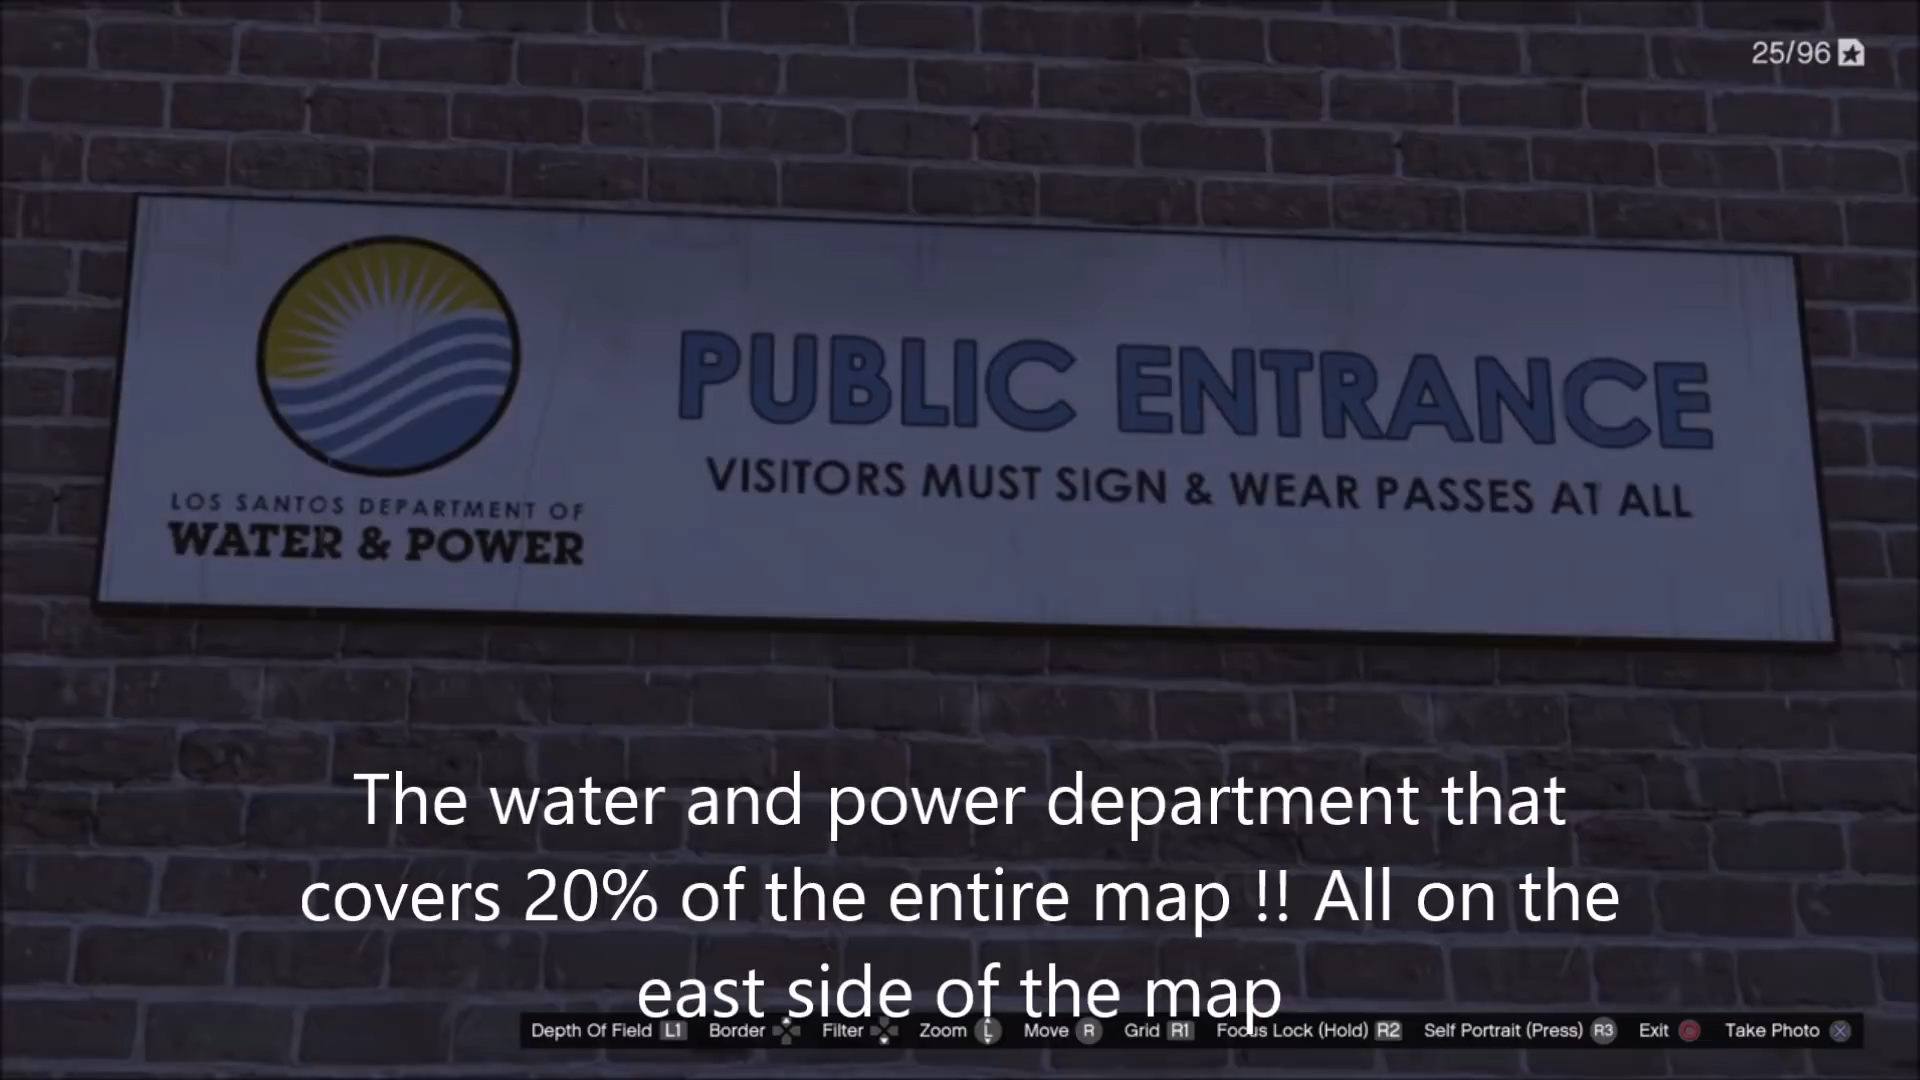 25/96
PUBLIC ENTRANCE
VISITORS MUST SIGN & WEAR PASSES AT ALL
LOS SANTOS DEPARTMENT OF
WATER & POWER
The water and power department that
covers 20% of the entire map !! All on the
east side of the map
Depth Of Field L1 Border Filter Zoom L Move R Grid R1 Focus Lock (Hold) R2 Self Portrait (Press) R3 Exit Take Photo